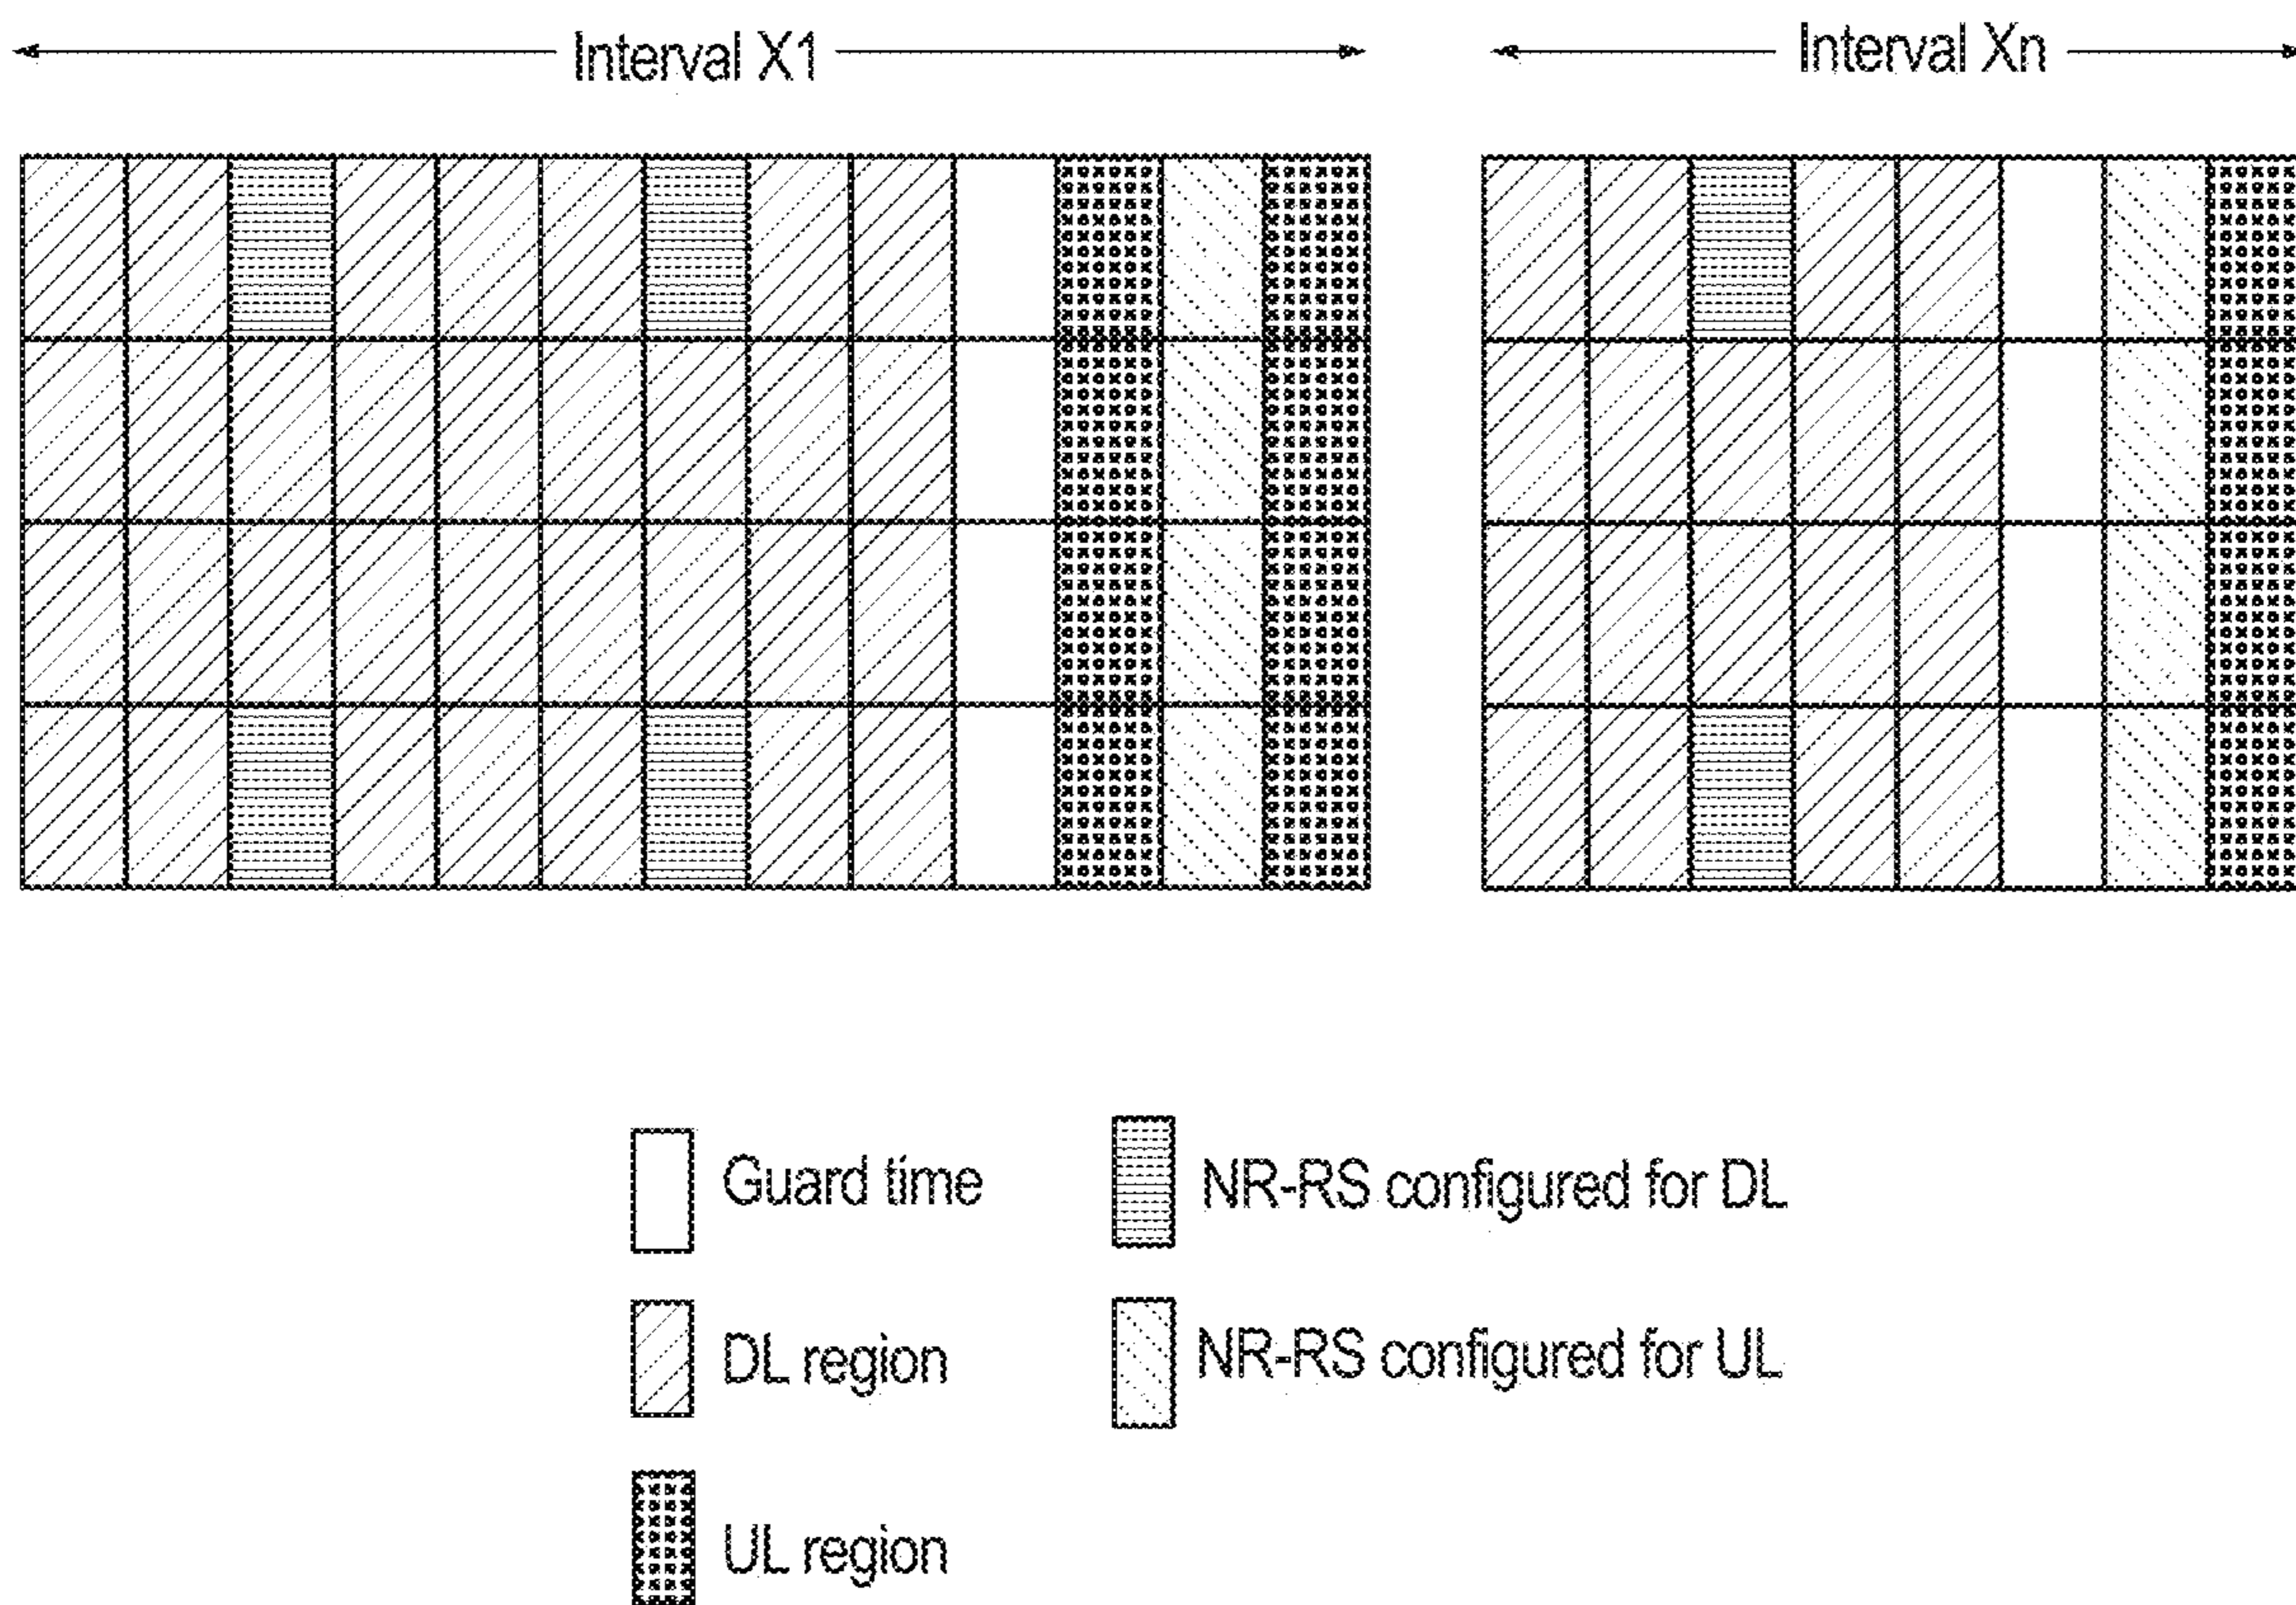 Interval X1
Interval Xn
Guard time
NR-RS configured for DL
DL region
NR-RS configured for UL
UL region